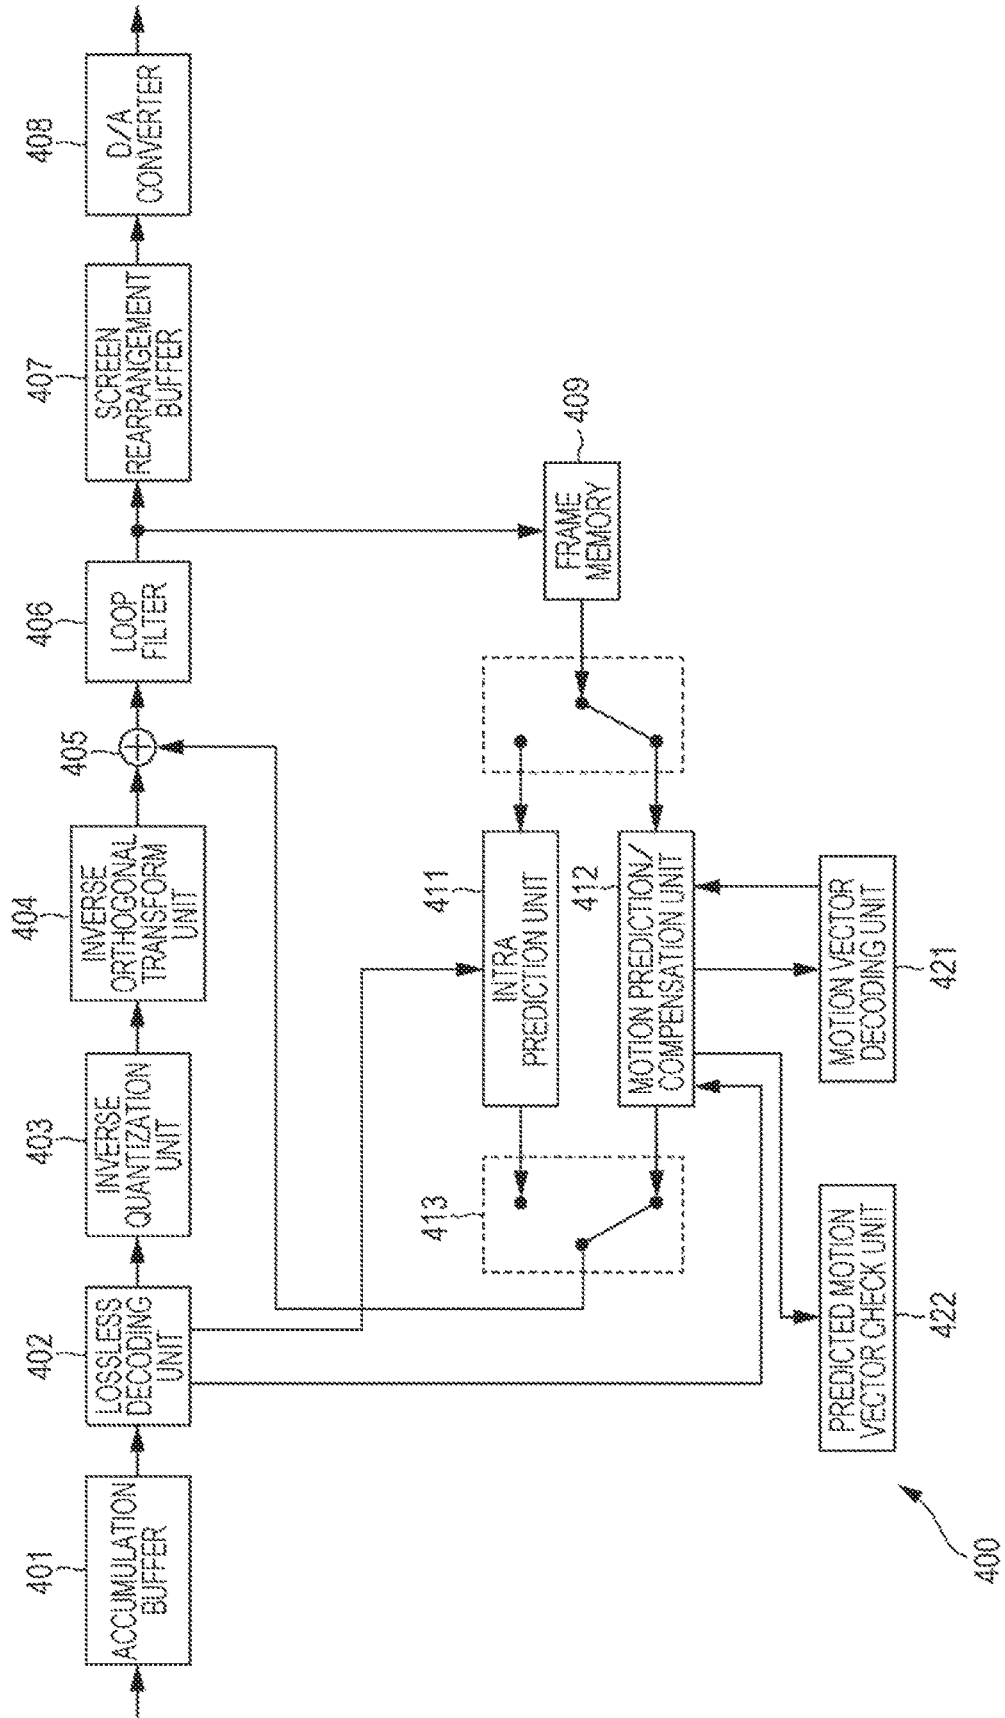 401
ACCUMULATION
BUFFER
402
LOSSLESS
DECODING
UNIT
403
INVERSE
QUANTIZATION
UNIT
404
INVERSE
ORTHOGONAL
TRANSFORM
UNIT
405
406
LOOP
FILTER
407
SCREEN
REARRANGEMENT
BUFFER
408
D/A
CONVERTER
409
FRAME
MEMORY
411
INTRA
PREDICTION UNIT
412
MOTION PREDICTION/
COMPENSATION UNIT
413
MOTION VECTOR
DECODING UNIT
421
PREDICTED MOTION
VECTOR CHECK UNIT
422
400